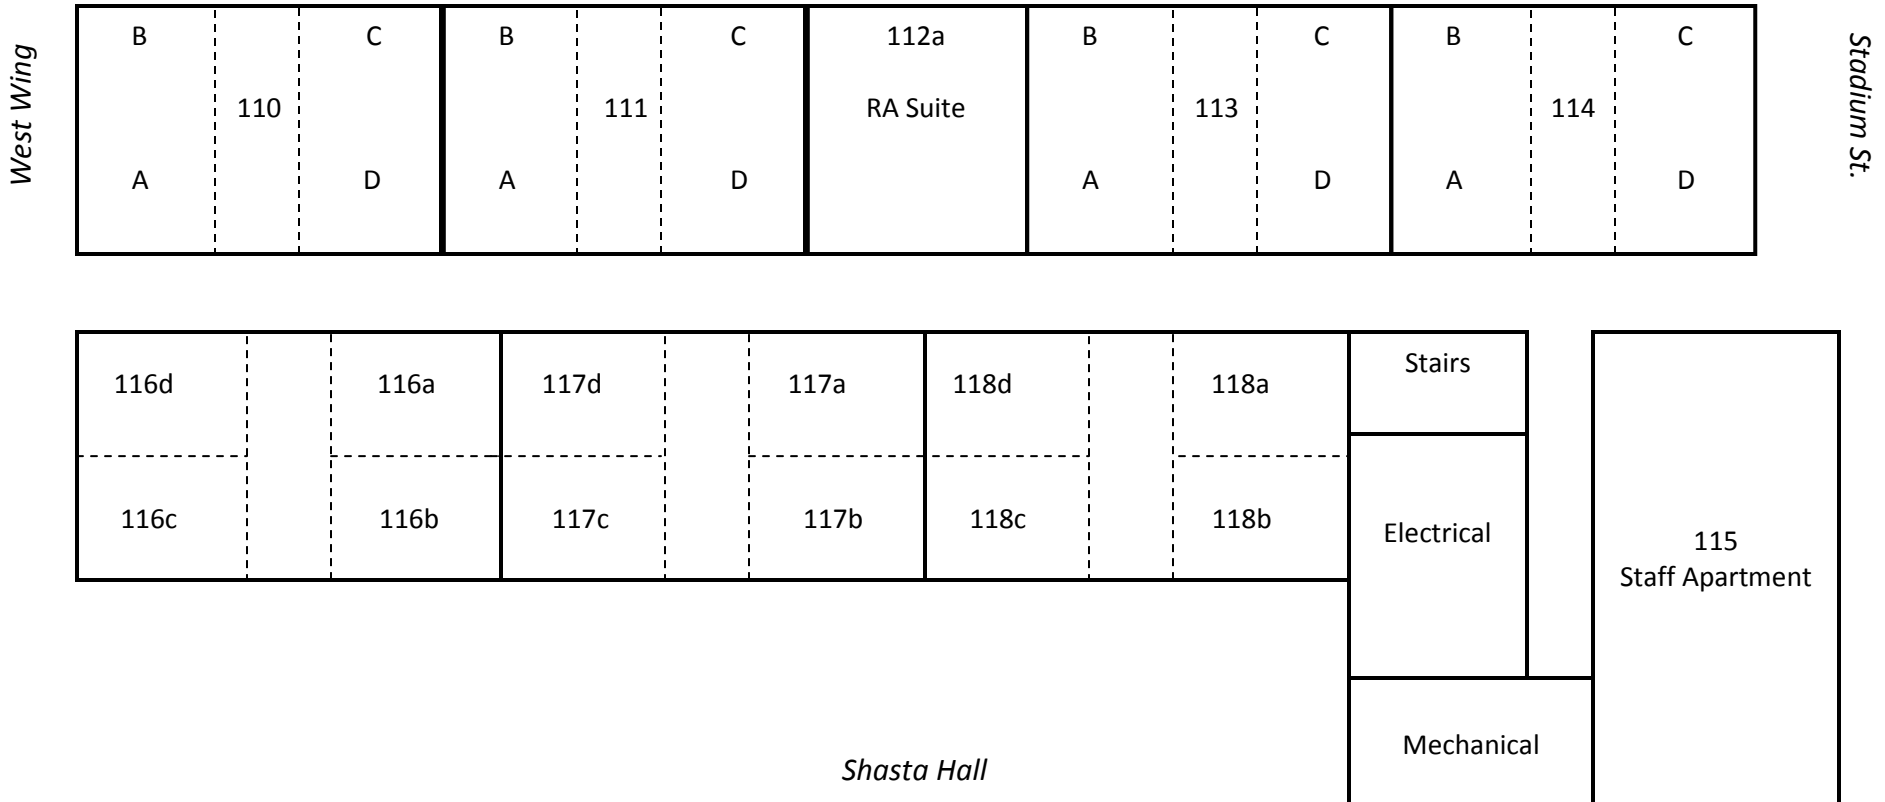 West Wing
B C B C 112a B C B C
110 111 RA Suite 113 114
A D A D A D A D
Stadium St.
116d 116a 117d 117a 118d 118a Stairs
116c 116b 117c 117b 118c 118b Electrical
115
Staff Apartment
Mechanical
Shasta Hall